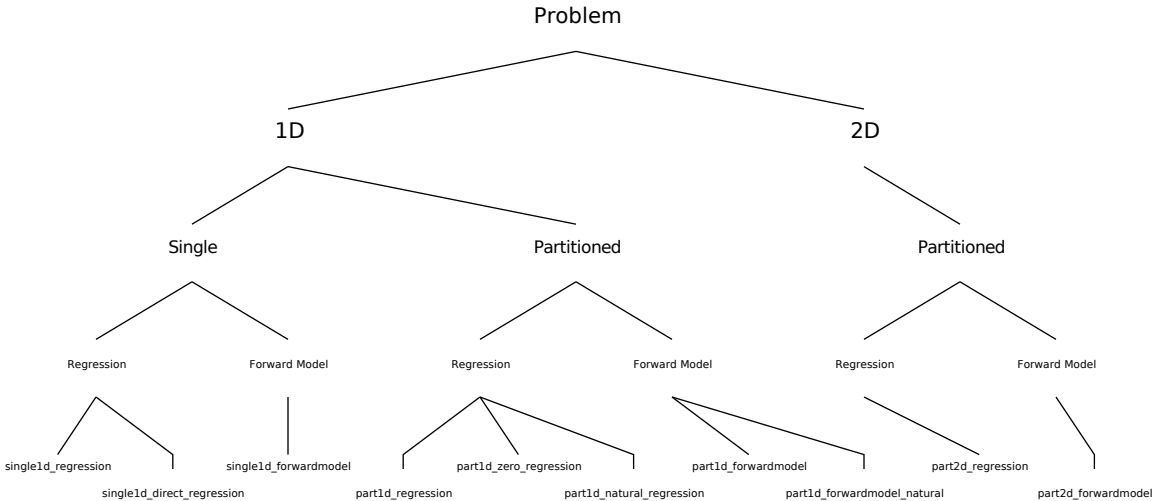 Problem
1D
2D
Single
Partitioned
Partitioned
Regression
Forward Model
Regression
Forward Model
Regression
Forward Model
single1d_regression
single1d_forwardmodel
part1d_zero_regression
part1d_forwardmodel
part2d_regression
single1d_direct_regression
part1d_regression
part1d_natural_regression
part1d_forwardmodel_natural
part2d_forwardmodel